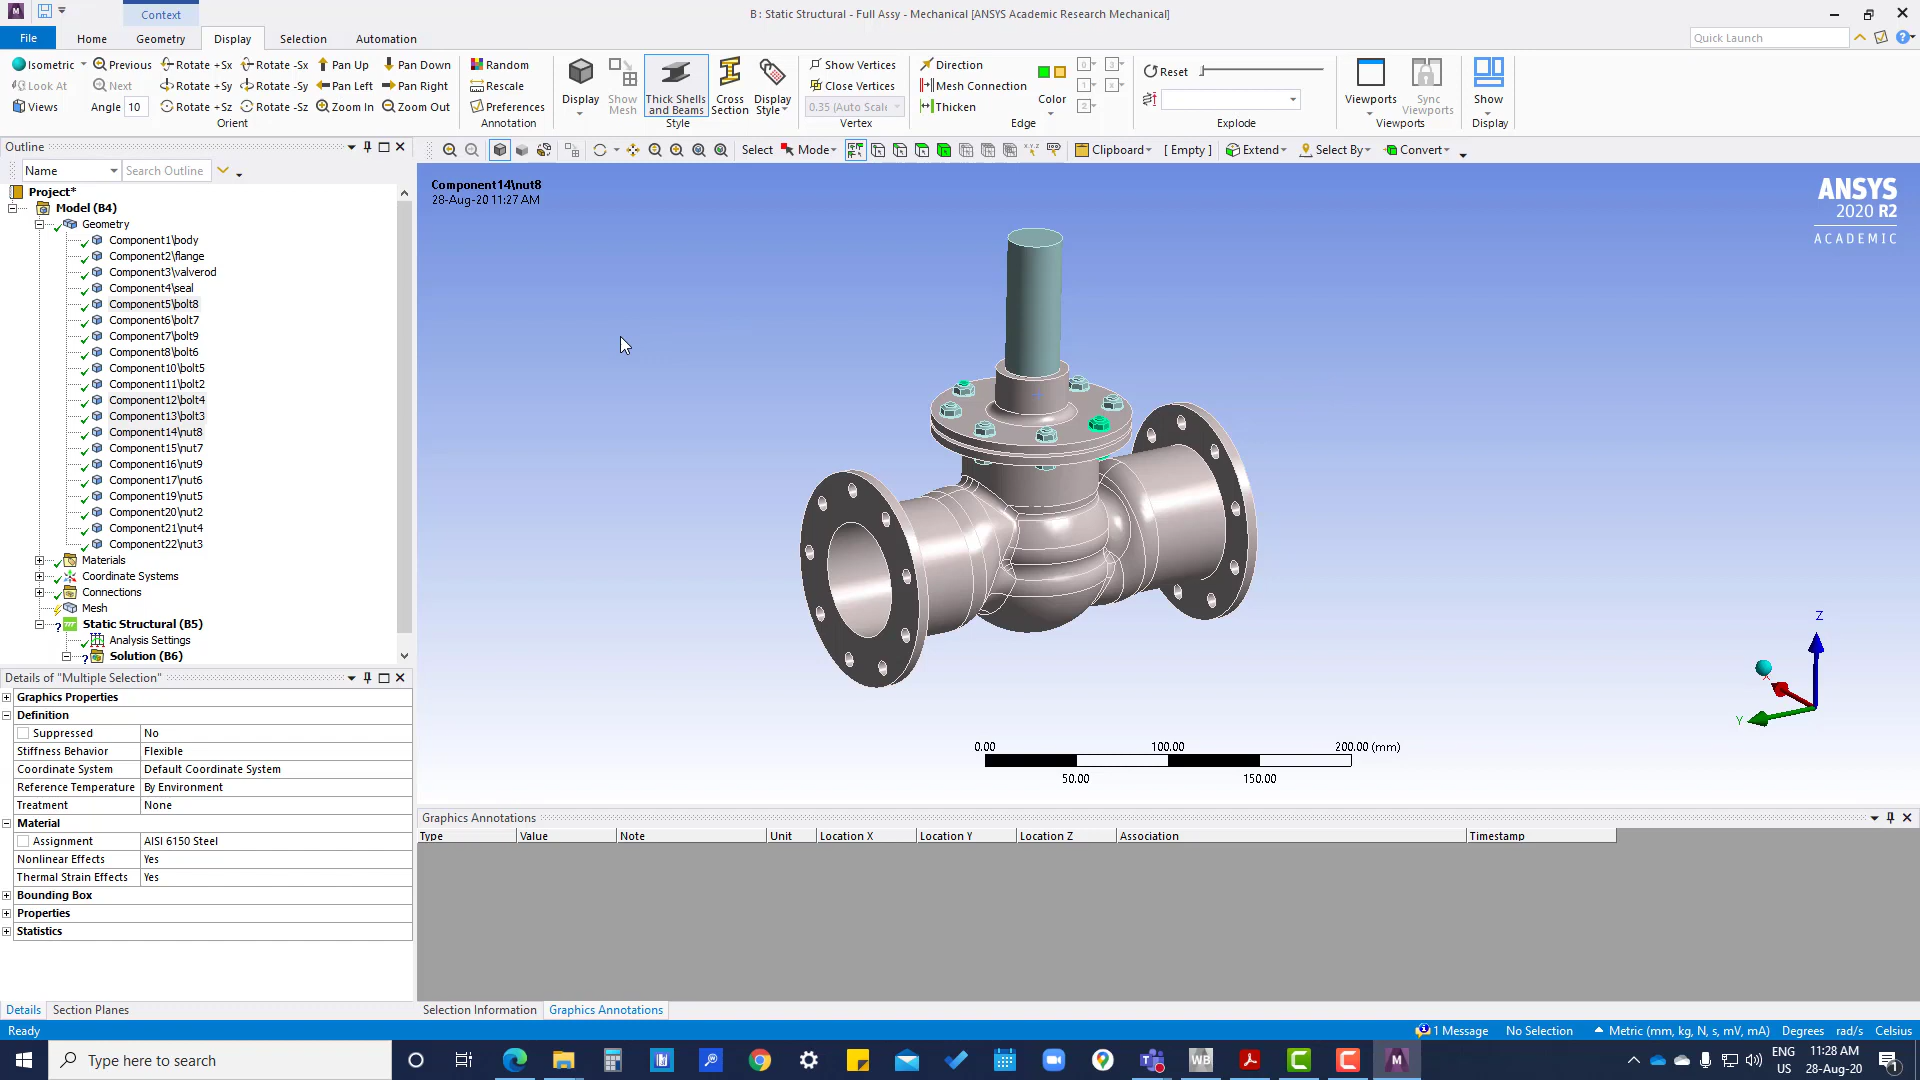 Context
B : Static Structural - Full Assy - Mechanical [ANSYS Academic Research Mechanical]
File Home Geometry Display Selection Automation
Quick Launch
Isometric Previous Rotate +Sx Rotate -Sx Pan Up Pan Down Random Show Vertices Direction Reset
Look At Next Rotate +Sy Rotate -Sy Pan Left Pan Right Rescale Close Vertices Mesh Connection
Views Angle 10 Rotate +Sz Rotate -Sz Zoom In Zoom Out Preferences 0.35 (Auto Scale Thicken
Display Show Mesh Thick Shells and Beams Cross Section Display Style Color Viewports Sync Viewports Show
Orient Annotation Style Vertex Edge Explode Viewports Display
Outline
Name Search Outline
Select Mode Clipboard [ Empty ] Extend Select By Convert
Project*
Model (B4)
Geometry
Component1\body
Component2\flange
Component3\valverod
Component4\seal
Component5\bolt8
Component6\bolt7
Component7\bolt9
Component8\bolt6
Component10\bolt5
Component11\bolt2
Component12\bolt4
Component13\bolt3
Component14\nut8
Component15\nut7
Component16\nut9
Component17\nut6
Component19\nut5
Component20\nut2
Component21\nut4
Component22\nut3
Materials
Coordinate Systems
Connections
Mesh
Static Structural (B5)
Analysis Settings
Solution (B6)
Component14\nut8
28-Aug-20 11:27 AM
ANSYS
2020 R2
ACADEMIC
Z
X
Y
0.00 100.00 200.00 (mm)
50.00 150.00
Details of "Multiple Selection"
Graphics Properties
Definition
Suppressed No
Stiffness Behavior Flexible
Coordinate System Default Coordinate System
Reference Temperature By Environment
Treatment None
Material
Assignment AISI 6150 Steel
Nonlinear Effects Yes
Thermal Strain Effects Yes
Bounding Box
Properties
Statistics
Graphics Annotations
Type Value Note Unit Location X Location Y Location Z Association Timestamp
Details Section Planes
Selection Information Graphics Annotations
Ready
1 Message No Selection Metric (mm, kg, N, s, mV, mA) Degrees rad/s Celsius
Type here to search
ENG
US
11:28 AM
28-Aug-20